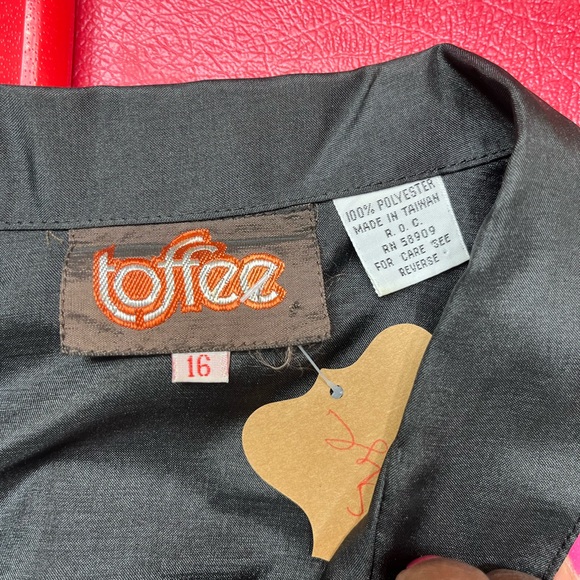 toffee
16
100% POLYESTER
MADE IN TAIWAN
R. O. C.
RN 58909
FOR CARE SEE
REVERSE